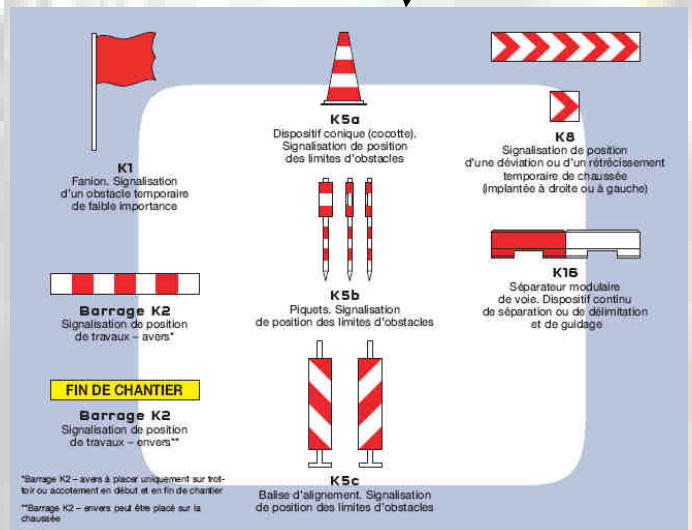 K1
Fanion. Signalisation
d'un obstacle temporaire
de faible importance
Barrage K2
Signalisation de position
de travaux – avers*
FIN DE CHANTIER
Barrage K2
Signalisation de position
de travaux – envers**
*Barrage K2 – avers à placer uniquement sur trot-
toir ou accotement en début et en fin de chantier
**Barrage K2 – envers peut être placé sur la
chaussée
K5a
Dispositif conique (cocotte).
Signalisation de position
des limites d'obstacles
K5b
Piquets. Signalisation
de position des limites d'obstacles
K5c
Balise d'alignement. Signalisation
de position des limites d'obstacles
K8
Signalisation de position
d'une déviation ou d'un rétrécissement
temporaire de chaussée
(implantée à droite ou à gauche)
K16
Séparateur modulaire
de voie. Dispositif continu
de séparation ou de délimitation
et de guidage